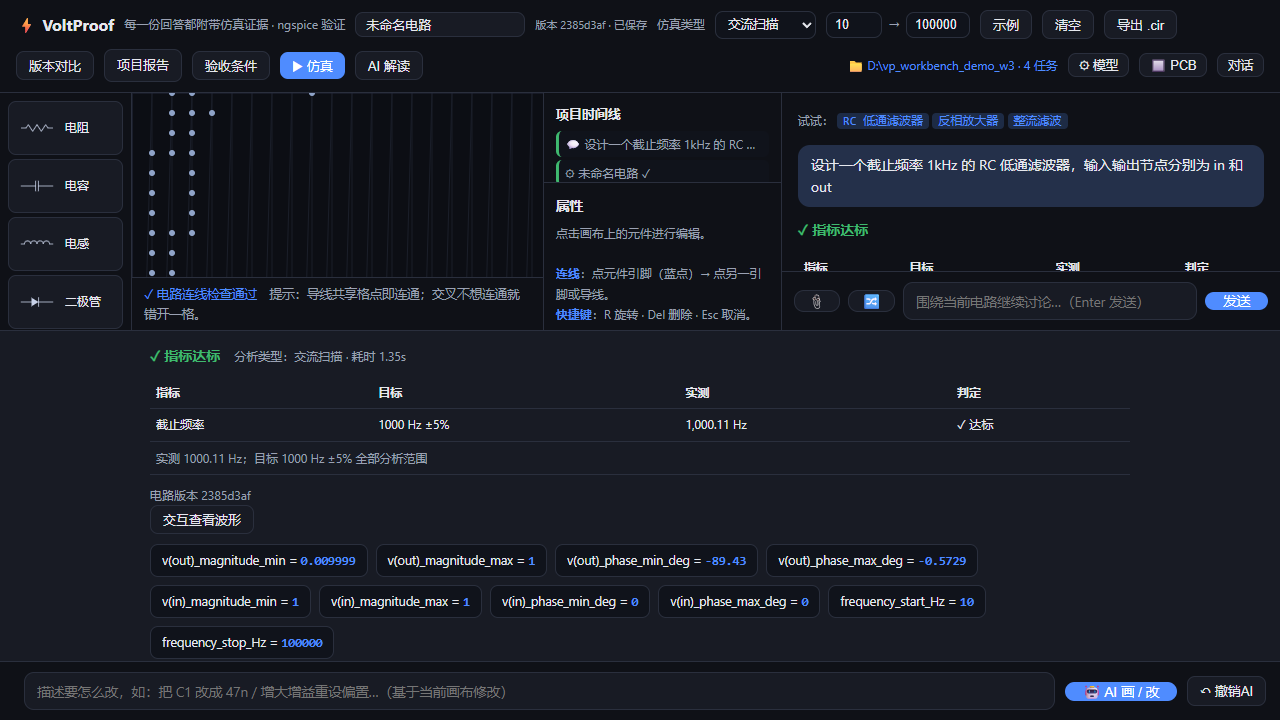 VoltProof 每一份回答都附带仿真证据 · ngspice 验证 未命名电路 版本 2385d3af · 已保存 仿真类型 交流扫描 10 → 100000 示例 清空 导出 .cir
版本对比 项目报告 验收条件 ▶ 仿真 AI 解读 D:\vp_workbench_demo_w3 · 4 任务 ⚙ 模型 PCB 对话
电阻
电容
电感
二极管
✓ 电路连线检查通过 提示：导线共享格点即连通；交叉不想连通就
错开一格。
项目时间线
设计一个截止频率 1kHz 的 RC ...
⚙ 未命名电路 ✓
属性
点击画布上的元件进行编辑。
连线：点元件引脚（蓝点）→ 点另一引
脚或导线。
快捷键：R 旋转 · Del 删除 · Esc 取消。
试试： RC 低通滤波器 反相放大器 整流滤波
设计一个截止频率 1kHz 的 RC 低通滤波器，输入输出节点分别为 in 和
out
✓ 指标达标
指标 目标 实测 判定
围绕当前电路继续讨论...（Enter 发送） 发送
✓ 指标达标 分析类型：交流扫描 · 耗时 1.35s
指标 目标 实测 判定
截止频率 1000 Hz ±5% 1,000.11 Hz ✓ 达标
实测 1000.11 Hz；目标 1000 Hz ±5% 全部分析范围
电路版本 2385d3af
交互查看波形
v(out)_magnitude_min = 0.009999 v(out)_magnitude_max = 1 v(out)_phase_min_deg = -89.43 v(out)_phase_max_deg = -0.5729
v(in)_magnitude_min = 1 v(in)_magnitude_max = 1 v(in)_phase_min_deg = 0 v(in)_phase_max_deg = 0 frequency_start_Hz = 10
frequency_stop_Hz = 100000
描述要怎么改，如：把 C1 改成 47n / 增大增益重设偏置...（基于当前画布修改） AI 画 / 改 ↶ 撤销AI